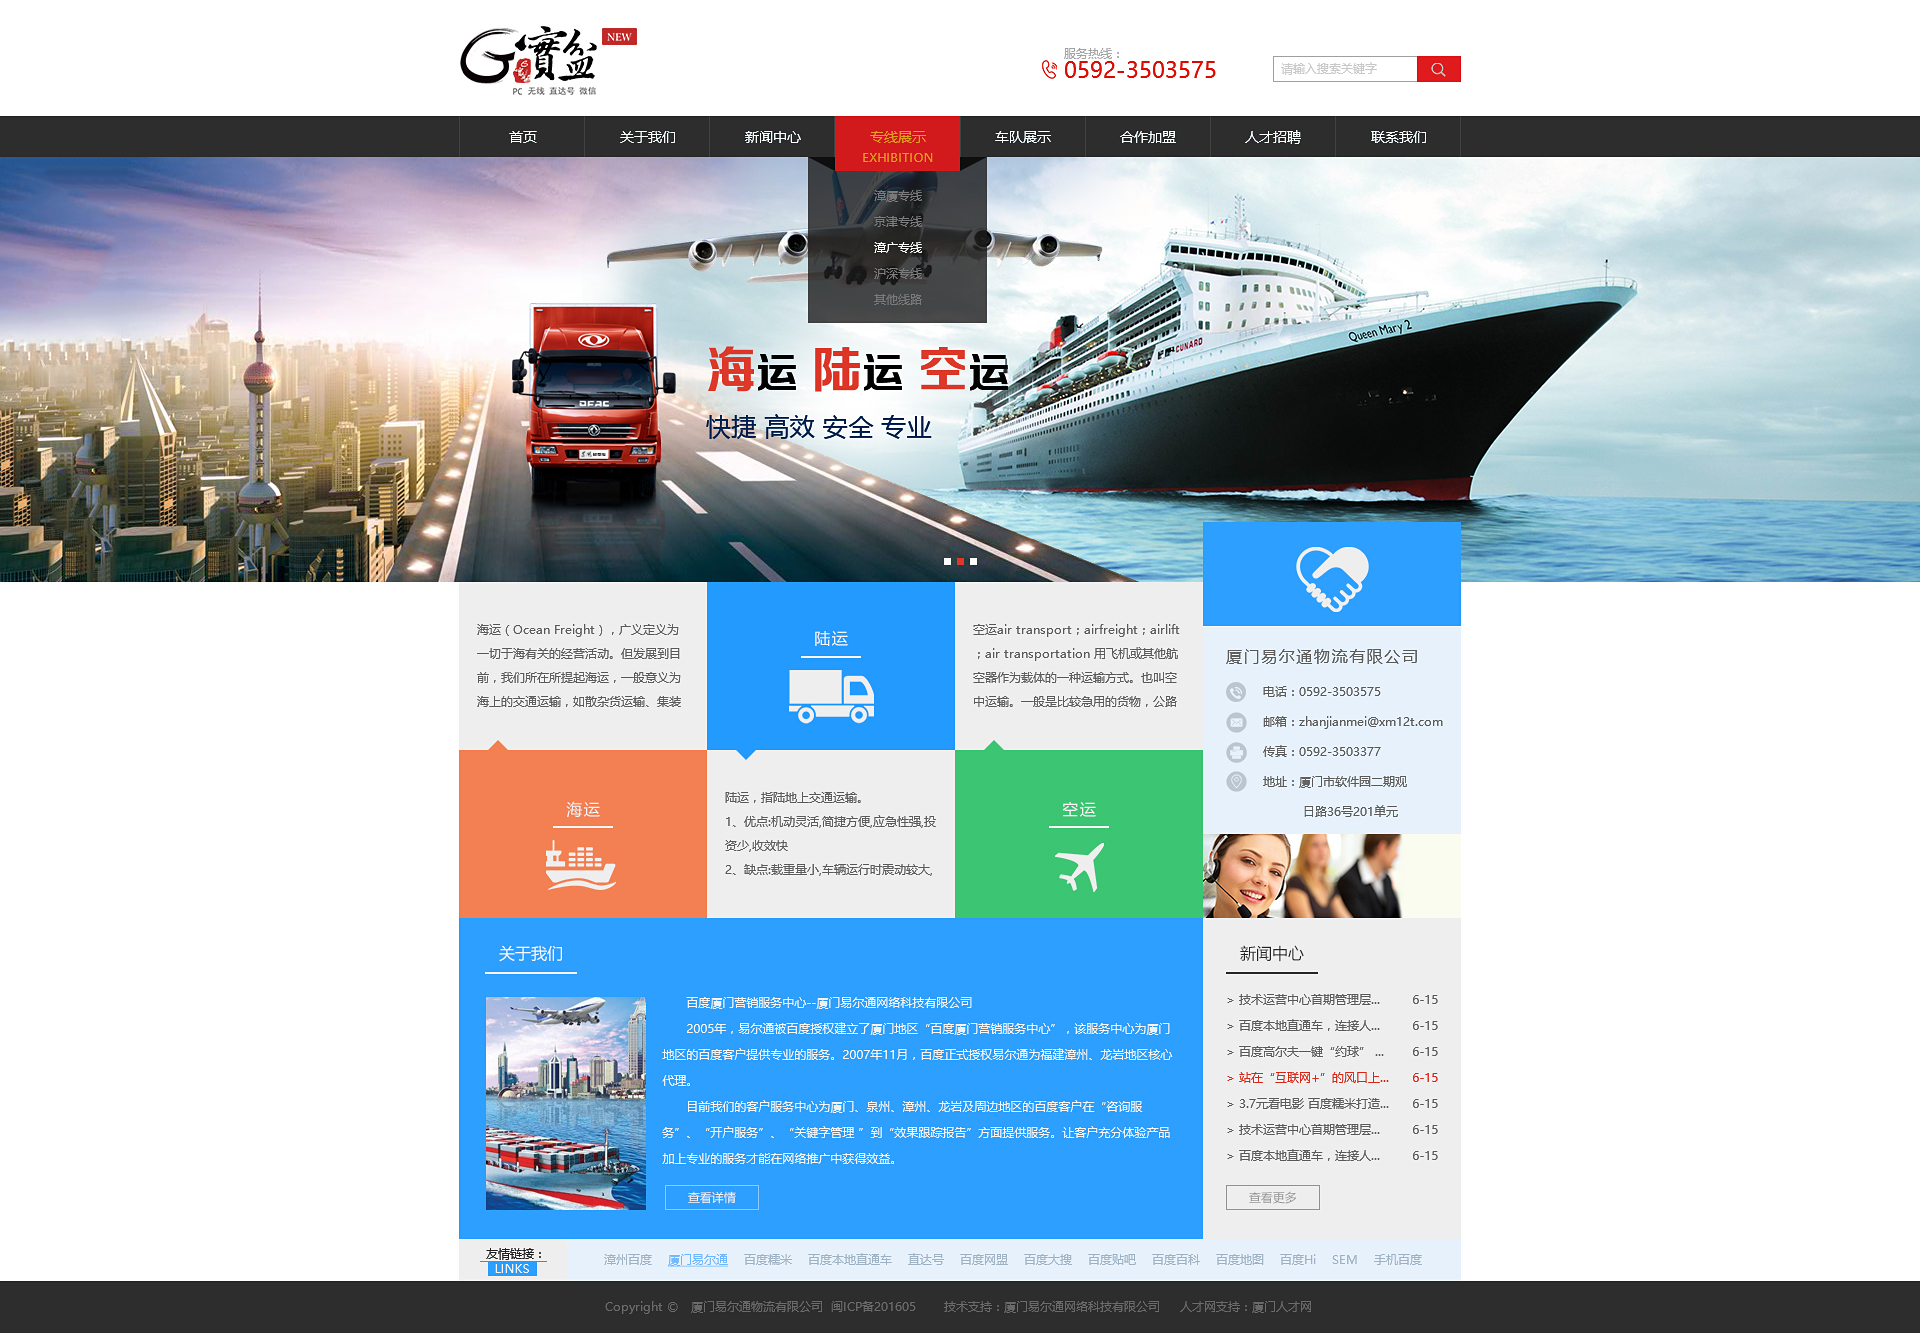 G實盆
NEW
PC 无线 直达号 微信
服务热线：
0592-3503575
请输入搜索关键字
首页
关于我们
新闻中心
专线展示
EXHIBITION
车队展示
合作加盟
人才招聘
联系我们
漳厦专线
京津专线
漳广专线
沪深专线
其他线路
海运 陆运 空运
快捷 高效 安全 专业
Queen Mary 2
CUNARD
DFAC
海运（Ocean Freight），广义定义为
一切于海有关的经营活动。但发展到目
前，我们所在所提起海运，一般意义为
海上的交通运输，如散杂货运输、集装
陆运
空运air transport；airfreight；airlift
；air transportation 用飞机或其他航
空器作为载体的一种运输方式。也叫空
中运输。一般是比较急用的货物，公路
海运
陆运，指陆地上交通运输。
1、优点:机动灵活,简捷方便,应急性强,投
资少,收效快
2、缺点:载重量小,车辆运行时震动较大,
空运
厦门易尔通物流有限公司
电话：0592-3503575
邮箱：zhanjianmei@xm12t.com
传真：0592-3503377
地址：厦门市软件园二期观
日路36号201单元
关于我们
百度厦门营销服务中心--厦门易尔通网络科技有限公司
2005年，易尔通被百度授权建立了厦门地区“百度厦门营销服务中心”，该服务中心为厦门
地区的百度客户提供专业的服务。2007年11月，百度正式授权易尔通为福建漳州、龙岩地区核心
代理。
目前我们的客户服务中心为厦门、泉州、漳州、龙岩及周边地区的百度客户在“咨询服
务”、“开户服务”、“关键字管理 ”到“效果跟踪报告”方面提供服务。让客户充分体验产品
加上专业的服务才能在网络推广中获得效益。
查看详情
新闻中心
> 技术运营中心首期管理层... 6-15
> 百度本地直通车，连接人... 6-15
> 百度高尔夫一键“约球” ... 6-15
> 站在“互联网+”的风口上... 6-15
> 3.7元看电影 百度糯米打造... 6-15
> 技术运营中心首期管理层... 6-15
> 百度本地直通车，连接人... 6-15
查看更多
友情链接：
LINKS
漳州百度 厦门易尔通 百度糯米 百度本地直通车 直达号 百度网盟 百度大搜 百度贴吧 百度百科 百度地图 百度Hi SEM 手机百度
Copyright © 厦门易尔通物流有限公司 闽ICP备201605 技术支持：厦门易尔通网络科技有限公司 人才网支持：厦门人才网